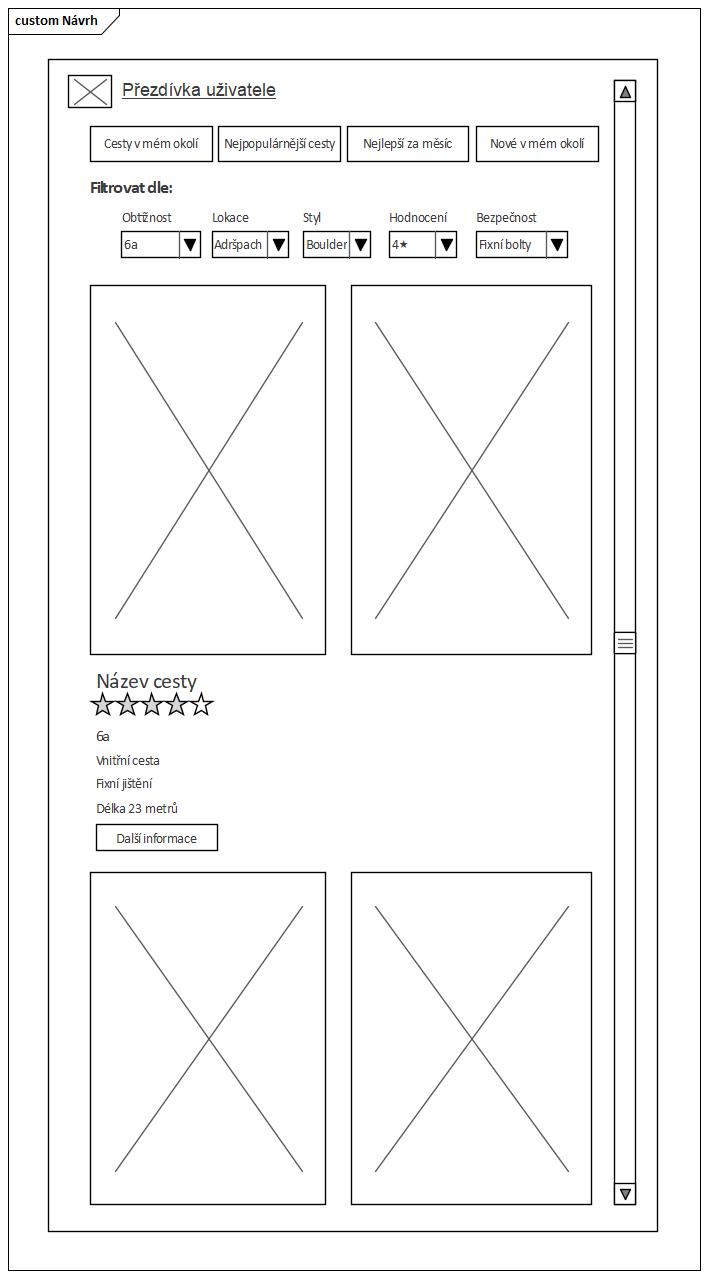 custom Návrh
Přezdívka uživatele
Cesty v mém okolí
Nejpopulárnější cesty
Nejlepší za měsíc
Nové v mém okolí
Filtrovat dle:
Obtížnost
Lokace
Styl
Hodnocení
Bezpečnost
6a
Adršpach
Boulder
4★
Fixní bolty
Název cesty
6a
Vnitřní cesta
Fixní jištění
Délka 23 metrů
Další informace